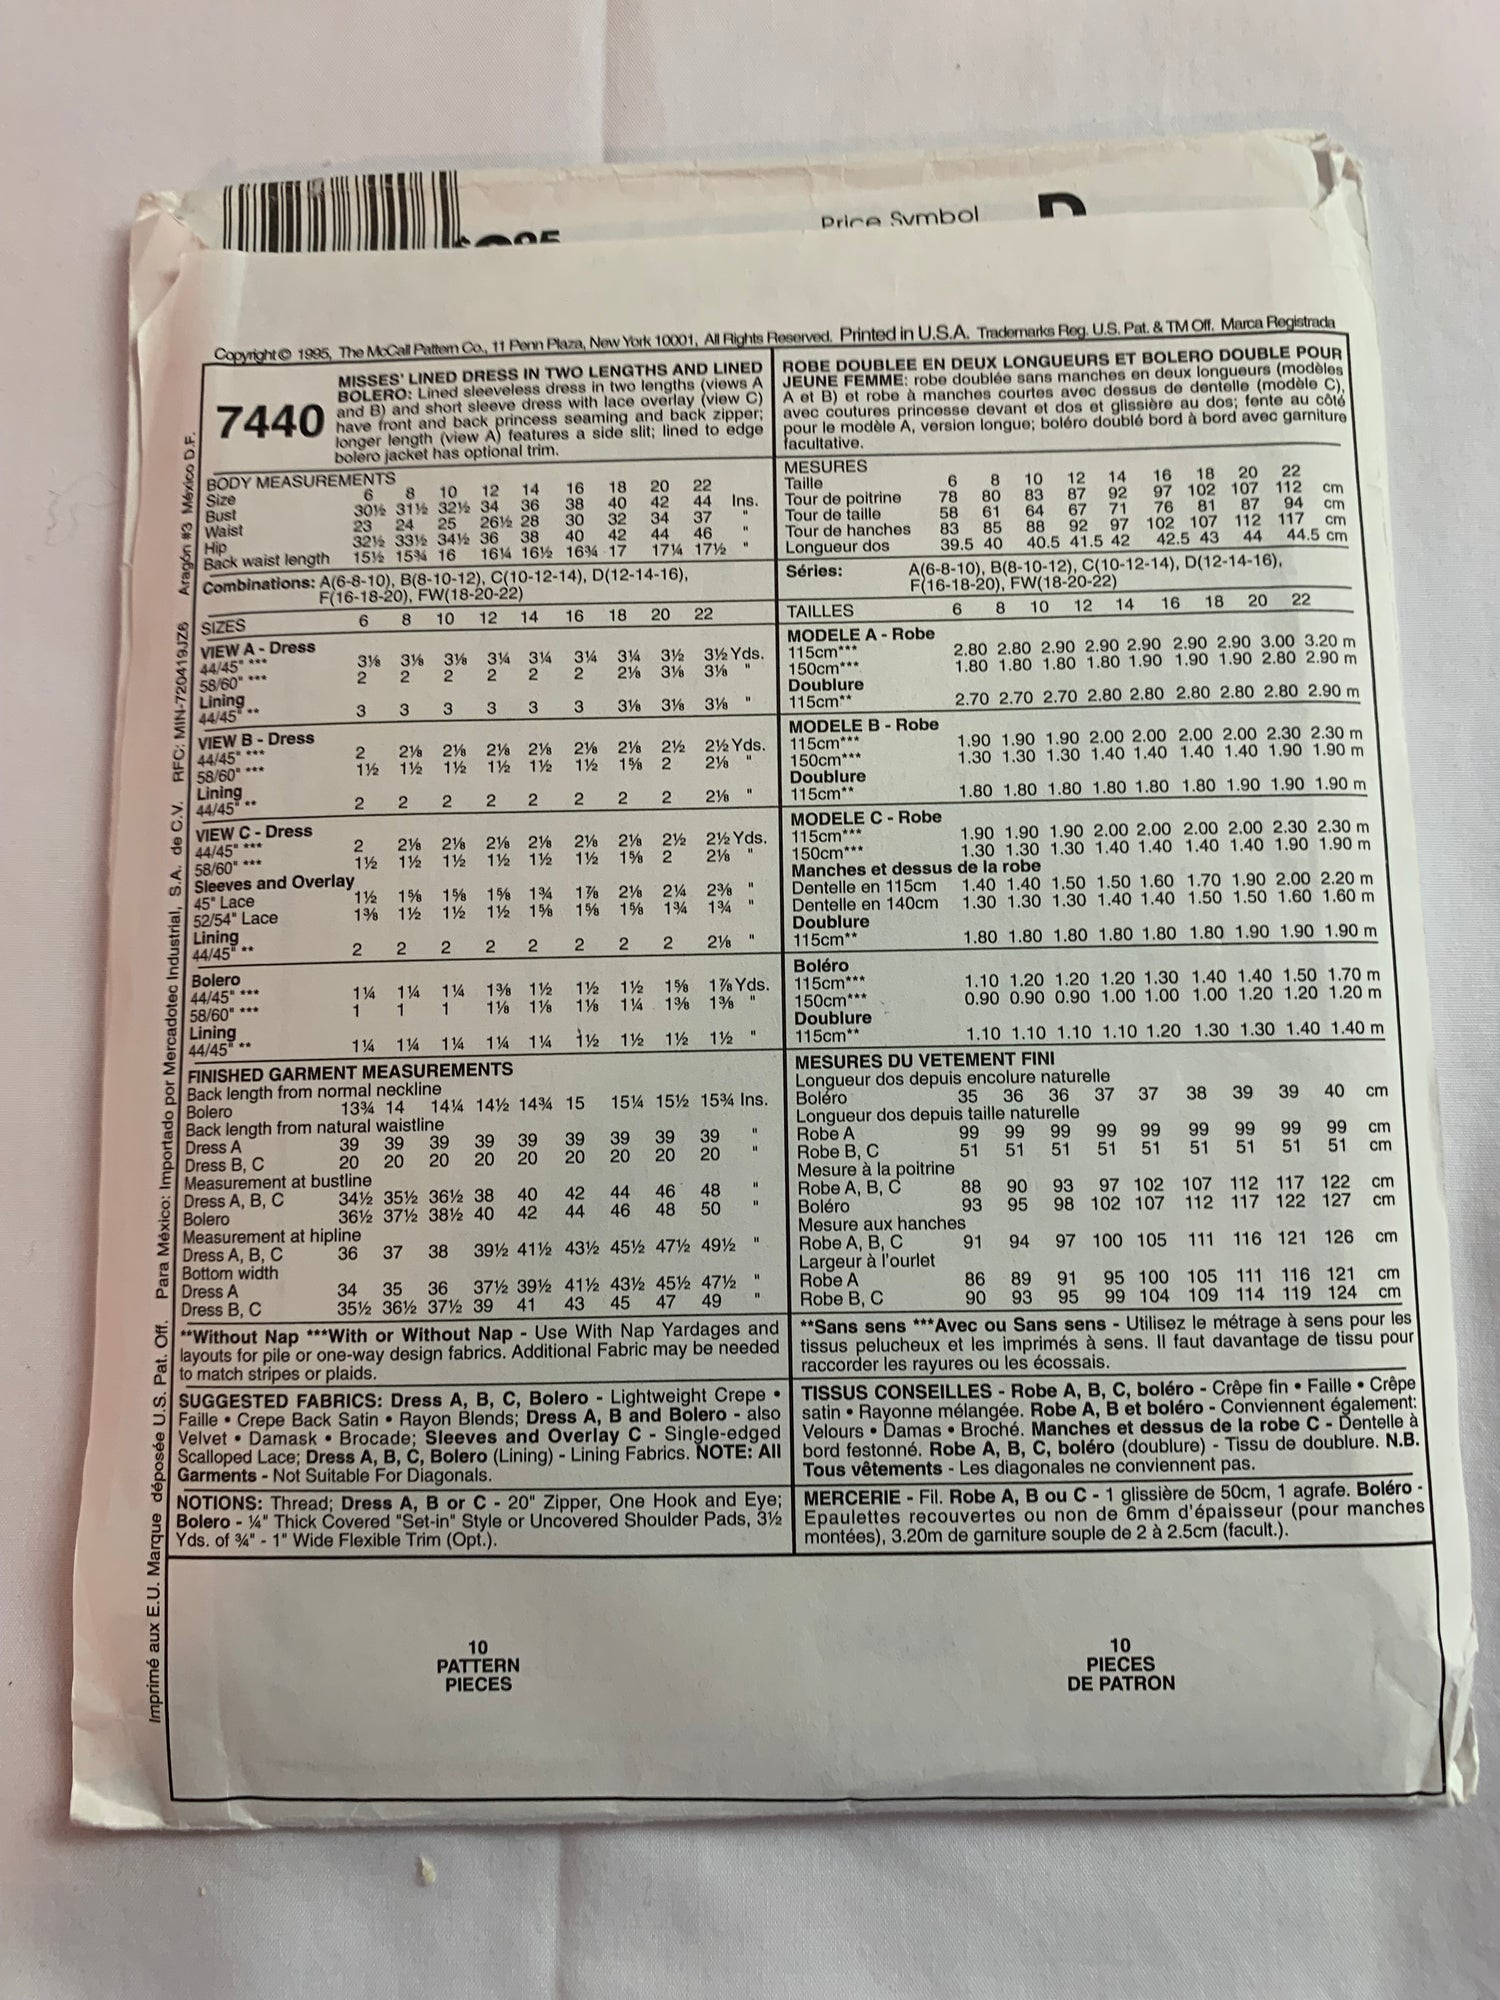 Price Symbol D
Copyright © 1995, The McCall Pattern Co., 11 Penn Plaza, New York 10001, All Rights Reserved. Printed in U.S.A. Trademarks Reg. U.S. Pat. & TM Off. Marca Registrada
7440
MISSES' LINED DRESS IN TWO LENGTHS AND LINED
BOLERO: Lined sleeveless dress in two lengths (views A
and B) and short sleeve dress with lace overlay (view C)
have front and back princess seaming and back zipper;
longer length (view A) features a side slit; lined to edge
bolero jacket has optional trim.
BODY MEASUREMENTS
Size 6 8 10 12 14 16 18 20 22
Bust 30½ 31½ 32½ 34 36 38 40 42 44 Ins.
Waist 23 24 25 26½ 28 30 32 34 37 "
Hip 32½ 33½ 34½ 36 38 40 42 44 46 "
Back waist length 15½ 15¾ 16 16¼ 16½ 16¾ 17 17¼ 17½ "
Combinations: A(6-8-10), B(8-10-12), C(10-12-14), D(12-14-16),
F(16-18-20), FW(18-20-22)
SIZES 6 8 10 12 14 16 18 20 22
VIEW A - Dress
44/45" *** 3⅛ 3⅛ 3⅛ 3¼ 3¼ 3¼ 3¼ 3½ 3½ Yds.
58/60" *** 2 2 2 2 2 2 2⅛ 3⅛ 3⅛ "
Lining
44/45" ** 3 3 3 3 3 3 3⅛ 3⅛ 3⅛ "
VIEW B - Dress
44/45" *** 2 2⅛ 2⅛ 2⅛ 2⅛ 2⅛ 2⅛ 2½ 2½ Yds.
58/60" *** 1½ 1½ 1½ 1½ 1½ 1½ 1⅝ 2 2⅛ "
Lining
44/45" ** 2 2 2 2 2 2 2 2 2⅛ "
VIEW C - Dress
44/45" *** 2 2⅛ 2⅛ 2⅛ 2⅛ 2⅛ 2⅛ 2½ 2½ Yds.
58/60" *** 1½ 1½ 1½ 1½ 1½ 1½ 1⅝ 2 2⅛ "
Sleeves and Overlay
45" Lace 1½ 1⅝ 1⅝ 1⅝ 1¾ 1⅞ 2⅛ 2¼ 2⅜ "
52/54" Lace 1⅜ 1½ 1½ 1½ 1⅝ 1⅝ 1⅝ 1¾ 1¾ "
Lining
44/45" ** 2 2 2 2 2 2 2 2 2⅛ "
Bolero
44/45" *** 1¼ 1¼ 1¼ 1⅜ 1½ 1½ 1½ 1⅝ 1⅞ Yds.
58/60" *** 1 1 1 1⅛ 1⅛ 1⅛ 1¼ 1⅜ 1⅜ "
Lining
44/45" ** 1¼ 1¼ 1¼ 1¼ 1¼ 1½ 1½ 1½ 1½ "
FINISHED GARMENT MEASUREMENTS
Back length from normal neckline
Bolero 13¾ 14 14¼ 14½ 14¾ 15 15¼ 15½ 15¾ Ins.
Back length from natural waistline
Dress A 39 39 39 39 39 39 39 39 39 "
Dress B, C 20 20 20 20 20 20 20 20 20 "
Measurement at bustline
Dress A, B, C 34½ 35½ 36½ 38 40 42 44 46 48 "
Bolero 36½ 37½ 38½ 40 42 44 46 48 50 "
Measurement at hipline
Dress A, B, C 36 37 38 39½ 41½ 43½ 45½ 47½ 49½ "
Bottom width
Dress A 34 35 36 37½ 39½ 41½ 43½ 45½ 47½ "
Dress B, C 35½ 36½ 37½ 39 41 43 45 47 49 "
**Without Nap ***With or Without Nap - Use With Nap Yardages and
layouts for pile or one-way design fabrics. Additional Fabric may be needed
to match stripes or plaids.
SUGGESTED FABRICS: Dress A, B, C, Bolero - Lightweight Crepe •
Faille • Crepe Back Satin • Rayon Blends; Dress A, B and Bolero - also
Velvet • Damask • Brocade; Sleeves and Overlay C - Single-edged
Scalloped Lace; Dress A, B, C, Bolero (Lining) - Lining Fabrics. NOTE: All
Garments - Not Suitable For Diagonals.
NOTIONS: Thread; Dress A, B or C - 20" Zipper, One Hook and Eye;
Bolero - ¼" Thick Covered "Set-in" Style or Uncovered Shoulder Pads, 3½
Yds. of ¾" - 1" Wide Flexible Trim (Opt.).
10
PATTERN
PIECES
ROBE DOUBLEE EN DEUX LONGUEURS ET BOLERO DOUBLE POUR
JEUNE FEMME: robe doublée sans manches en deux longueurs (modèles
A et B) et robe à manches courtes avec dessus de dentelle (modèle C),
avec coutures princesse devant et dos et glissière au dos; fente au côté
pour le modèle A, version longue; boléro doublé bord à bord avec garniture
facultative.
MESURES
Taille 6 8 10 12 14 16 18 20 22
Tour de poitrine 78 80 83 87 92 97 102 107 112 cm
Tour de taille 58 61 64 67 71 76 81 87 94 cm
Tour de hanches 83 85 88 92 97 102 107 112 117 cm
Longueur dos 39.5 40 40.5 41.5 42 42.5 43 44 44.5 cm
Séries: A(6-8-10), B(8-10-12), C(10-12-14), D(12-14-16),
F(16-18-20), FW(18-20-22)
TAILLES 6 8 10 12 14 16 18 20 22
MODELE A - Robe
115cm*** 2.80 2.80 2.90 2.90 2.90 2.90 2.90 3.00 3.20 m
150cm*** 1.80 1.80 1.80 1.80 1.90 1.90 1.90 2.80 2.90 m
Doublure
115cm** 2.70 2.70 2.70 2.80 2.80 2.80 2.80 2.80 2.90 m
MODELE B - Robe
115cm*** 1.90 1.90 1.90 2.00 2.00 2.00 2.00 2.30 2.30 m
150cm*** 1.30 1.30 1.30 1.40 1.40 1.40 1.40 1.90 1.90 m
Doublure
115cm** 1.80 1.80 1.80 1.80 1.80 1.80 1.90 1.90 1.90 m
MODELE C - Robe
115cm*** 1.90 1.90 1.90 2.00 2.00 2.00 2.00 2.30 2.30 m
150cm*** 1.30 1.30 1.30 1.40 1.40 1.40 1.40 1.90 1.90 m
Manches et dessus de la robe
Dentelle en 115cm 1.40 1.40 1.50 1.50 1.60 1.70 1.90 2.00 2.20 m
Dentelle en 140cm 1.30 1.30 1.30 1.40 1.40 1.50 1.50 1.60 1.60 m
Doublure
115cm** 1.80 1.80 1.80 1.80 1.80 1.80 1.90 1.90 1.90 m
Boléro
115cm*** 1.10 1.20 1.20 1.20 1.30 1.40 1.40 1.50 1.70 m
150cm*** 0.90 0.90 0.90 1.00 1.00 1.00 1.20 1.20 1.20 m
Doublure
115cm** 1.10 1.10 1.10 1.10 1.20 1.30 1.30 1.40 1.40 m
MESURES DU VETEMENT FINI
Longueur dos depuis encolure naturelle
Boléro 35 36 36 37 37 38 39 39 40 cm
Longueur dos depuis taille naturelle
Robe A 99 99 99 99 99 99 99 99 99 cm
Robe B, C 51 51 51 51 51 51 51 51 51 cm
Mesure à la poitrine
Robe A, B, C 88 90 93 97 102 107 112 117 122 cm
Boléro 93 95 98 102 107 112 117 122 127 cm
Mesure aux hanches
Robe A, B, C 91 94 97 100 105 111 116 121 126 cm
Largeur à l'ourlet
Robe A 86 89 91 95 100 105 111 116 121 cm
Robe B, C 90 93 95 99 104 109 114 119 124 cm
**Sans sens ***Avec ou Sans sens - Utilisez le métrage à sens pour les
tissus pelucheux et les imprimés à sens. Il faut davantage de tissu pour
raccorder les rayures ou les écossais.
TISSUS CONSEILLES - Robe A, B, C, boléro - Crêpe fin • Faille • Crêpe
satin • Rayonne mélangée. Robe A, B et boléro - Conviennent également:
Velours • Damas • Broché. Manches et dessus de la robe C - Dentelle à
bord festonné. Robe A, B, C, boléro (doublure) - Tissu de doublure. N.B.
Tous vêtements - Les diagonales ne conviennent pas.
MERCERIE - Fil. Robe A, B ou C - 1 glissière de 50cm, 1 agrafe. Boléro -
Epaulettes recouvertes ou non de 6mm d'épaisseur (pour manches
montées), 3.20m de garniture souple de 2 à 2.5cm (facult.).
10
PIECES
DE PATRON
Imprimé aux E.U. Marque déposée U.S. Pat. Off. Para México: Importado por Mercadotec Industrial, S.A. de C.V. RFC: MIN-720419JZ6 Aragón #3 México D.F.